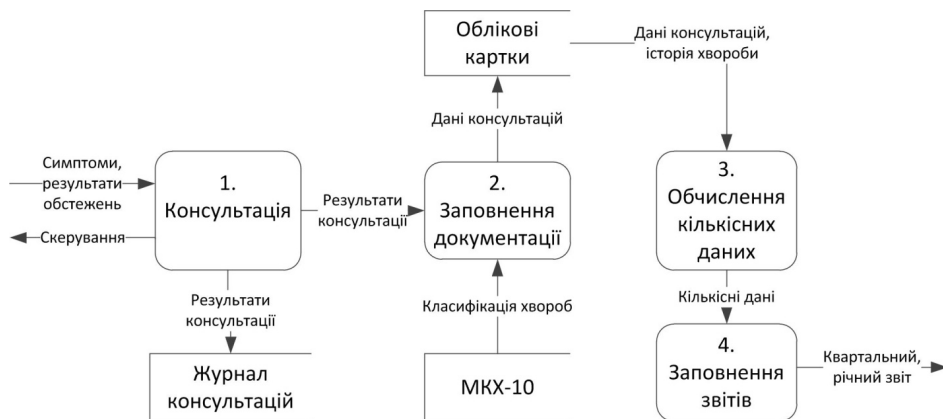 Облікові
картки
Дані консультацій,
історія хвороби
Дані консультацій
Симптоми,
результати
обстежень
Скерування
1.
Консультація
Результати
консультації
2.
Заповнення
документації
3.
Обчислення
кількісних
даних
Результати
консультації
Класифікація хвороб
Кількісні дані
Журнал
консультацій
МКХ-10
4.
Заповнення
звітів
Квартальний,
річний звіт